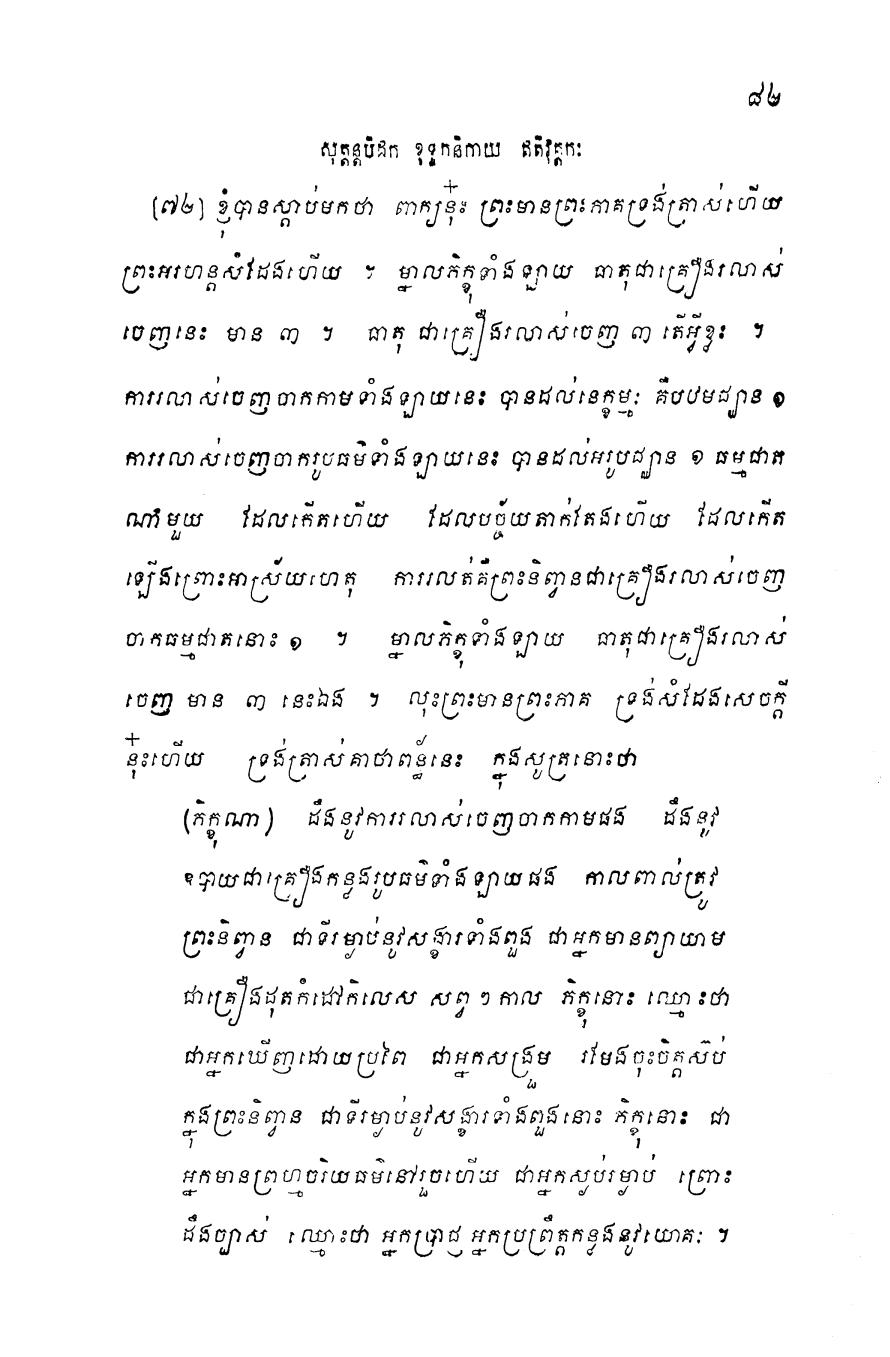 ៨៤
សុត្តន្តបិដក ខុទ្ទកនិកាយ ឥតិវុត្តកៈ
[៧២] ខ្ញុំបានស្តាប់មកថា ពាក្យនុ៎ះ ព្រះមានព្រះភាគទ្រង់ត្រាស់ហើយ
ព្រះអរហន្តសំដែងហើយ ។ ម្នាលភិក្ខុទាំងឡាយ ធាតុជាគ្រឿងរលាស់
ចេញនេះ មាន ៣ ។ ធាតុ ជាគ្រឿងរលាស់ចេញ ៣ តើអ្វីខ្លះ ។
ការរលាស់ចេញចាកកាមទាំងឡាយនេះ បានដល់នេក្ខម្មៈ គឺបឋមជ្ឈាន ១
ការរលាស់ចេញចាករូបធម៌ទាំងឡាយនេះ បានដល់អរូបជ្ឈាន ១ ធម្មជាត
ណាមួយ ដែលកើតហើយ ដែលបច្ច័យតាក់តែងហើយ ដែលកើត
ឡើងព្រោះអាស្រ័យហេតុ ការរលត់គឺព្រះនិព្វានជាគ្រឿងរលាស់ចេញ
ចាកធម្មជាតនោះ ១ ។ ម្នាលភិក្ខុទាំងឡាយ ធាតុជាគ្រឿងរលាស់
ចេញ មាន ៣ នេះឯង ។ លុះព្រះមានព្រះភាគ ទ្រង់សំដែងសេចក្តី
នុ៎ះហើយ ទ្រង់ត្រាស់គាថាពន្ធ័នេះ ក្នុងសូត្រនោះថា
(ភិក្ខុណា) ដឹងនូវការរលាស់ចេញចាកកាមផង ដឹងនូវ
ឧបាយជាគ្រឿងកន្លងរូបធម៌ទាំងឡាយផង កាលពាល់ត្រូវ
ព្រះនិព្វាន ជាទីរម្ងាប់នូវសង្ខារទាំងពួង ជាអ្នកមានព្យាយាម
ជាគ្រឿងដុតកំដៅកិលេស សព្វ ៗ កាល ភិក្ខុនោះ ឈ្មោះថា
ជាអ្នកឃើញដោយប្រពៃ ជាអ្នកសង្រួម រមែងចុះចិត្តស៊ប់
ក្នុងព្រះនិព្វាន ជាទីរម្ងាប់នូវសង្ខារទាំងពួងនោះ ភិក្ខុនោះ ជា
អ្នកមានព្រហ្មចរិយធម៌នៅរួចហើយ ជាអ្នកស្ងប់រម្ងាប់ ព្រោះ
ដឹងច្បាស់ ឈ្មោះថា អ្នកប្រាជ្ញ អ្នកប្រព្រឹត្តកន្លងនូវយោគៈ ។